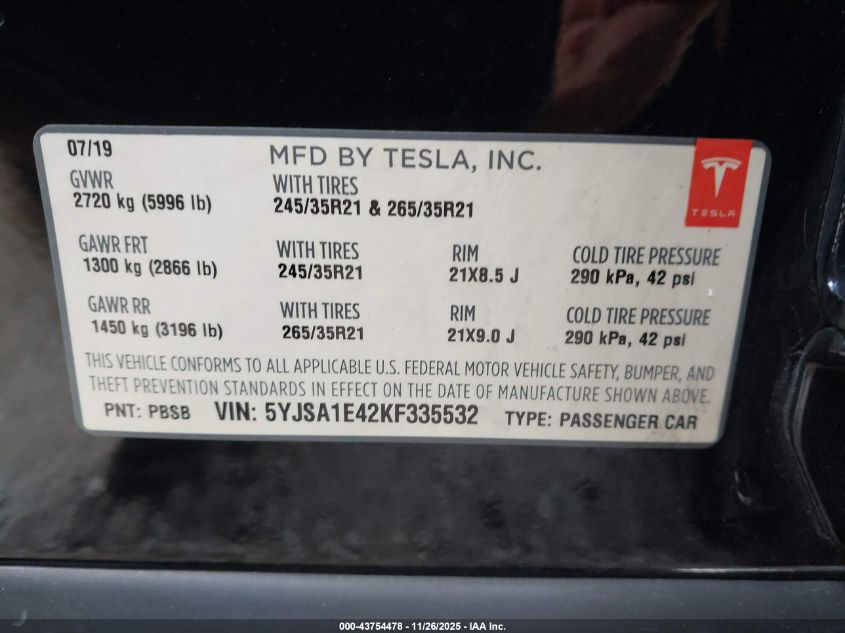 07/19
MFD BY TESLA, INC.
TESLA
GVWR
2720 kg (5996 lb)
WITH TIRES
245/35R21 & 265/35R21
GAWR FRT
1300 kg (2866 lb)
WITH TIRES
245/35R21
RIM
21X8.5 J
COLD TIRE PRESSURE
290 kPa, 42 psi
GAWR RR
1450 kg (3196 lb)
WITH TIRES
265/35R21
RIM
21X9.0 J
COLD TIRE PRESSURE
290 kPa, 42 psi
THIS VEHICLE CONFORMS TO ALL APPLICABLE U.S. FEDERAL MOTOR VEHICLE SAFETY, BUMPER, AND
THEFT PREVENTION STANDARDS IN EFFECT ON THE DATE OF MANUFACTURE SHOWN ABOVE.
PNT: PBSB VIN: 5YJSA1E42KF335532 TYPE: PASSENGER CAR
000-43754478 - 11/26/2025 - IAA Inc.